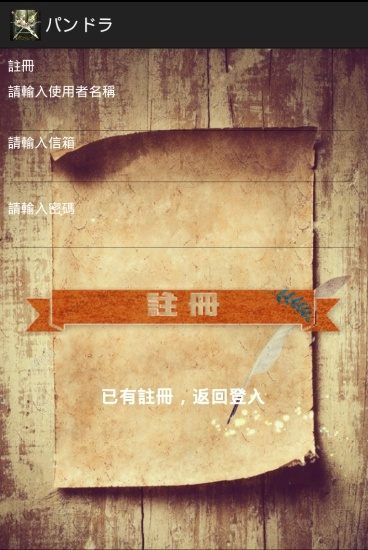 パンドラ
註冊
請輸入使用者名稱
請輸入信箱
請輸入密碼
註冊
已有註冊，返回登入